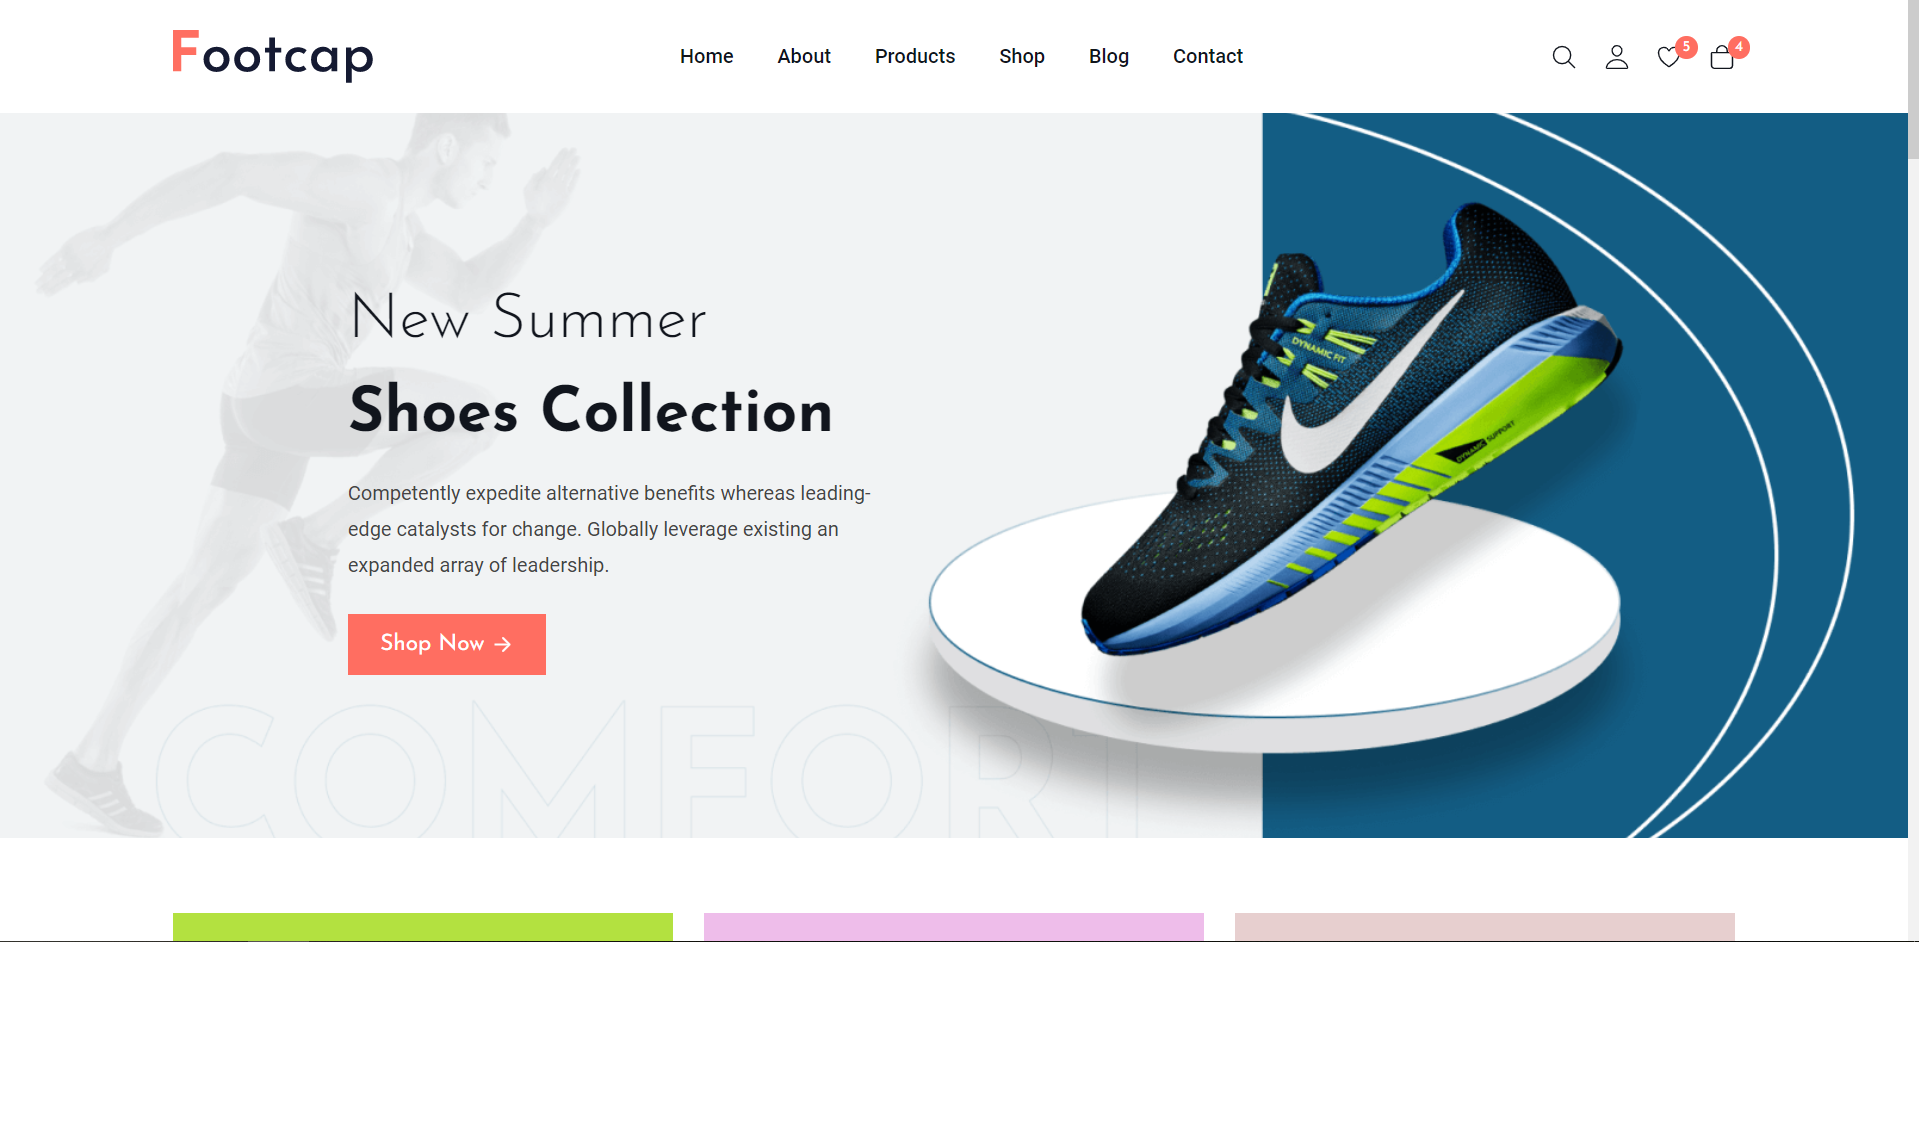 Footcap
Home About Products Shop Blog Contact
5 4
New Summer
Shoes Collection
Competently expedite alternative benefits whereas leading-
edge catalysts for change. Globally leverage existing an
expanded array of leadership.
Shop Now →
DYNAMIC FIT
DYNAMIC SUPPORT
COMFORT